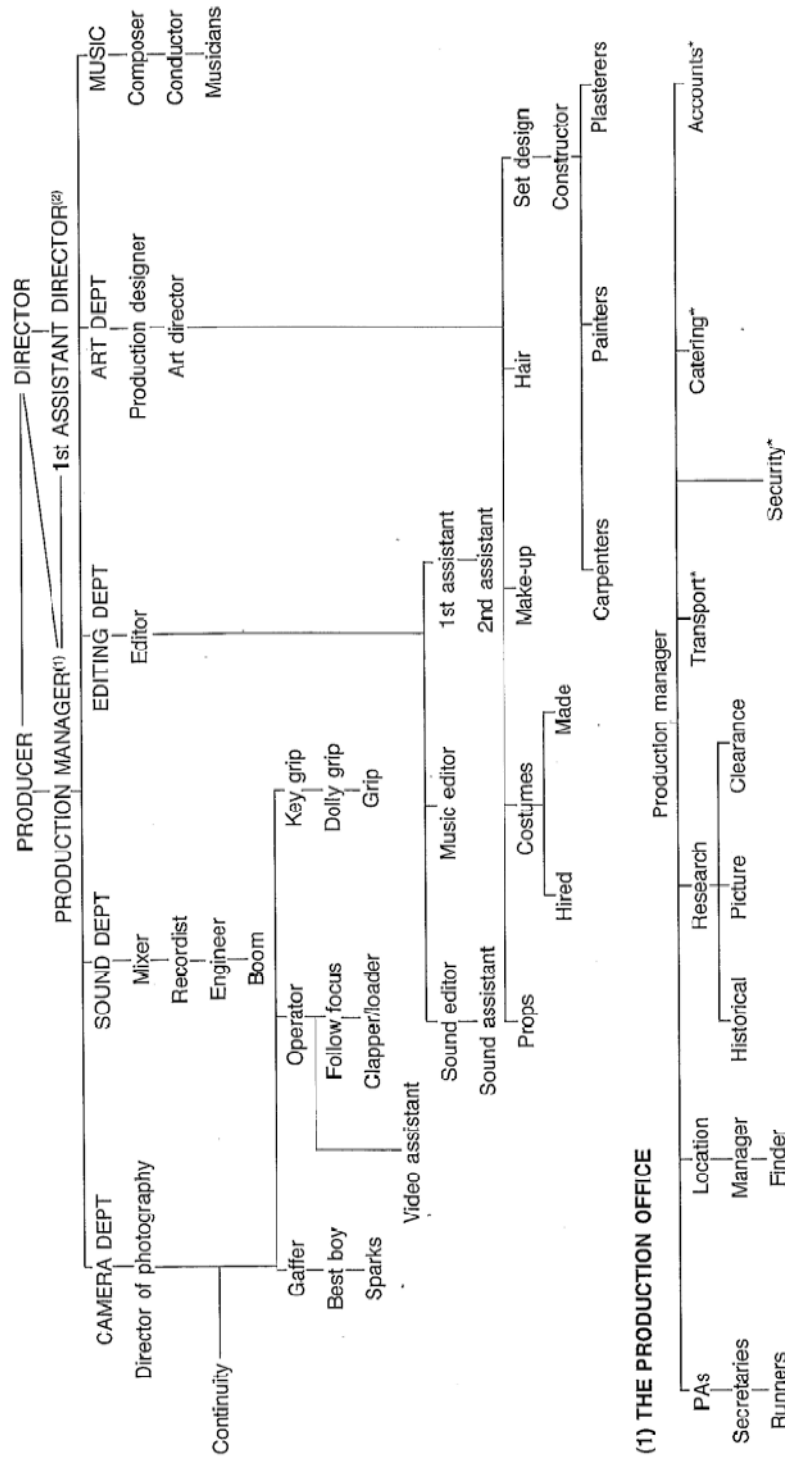 PRODUCER DIRECTOR
PRODUCTION MANAGER(1) 1st ASSISTANT DIRECTOR(2)
CAMERA DEPT SOUND DEPT EDITING DEPT ART DEPT MUSIC
Director of photography Mixer Editor Production designer Composer
Recordist Art director Conductor
Continuity Engineer Musicians
Boom
Gaffer Operator Key grip
Best boy Follow focus Dolly grip
Sparks Clapper/loader Grip
Video assistant
Sound editor Music editor 1st assistant
Sound assistant 2nd assistant
Props Costumes Make-up Hair Set design
Hired Made Constructor
Carpenters Painters Plasterers
(1) THE PRODUCTION OFFICE
Production manager
PAs Location Research Transport* Catering* Accounts*
Secretaries Manager Historical Picture Clearance
Runners Finder Security*